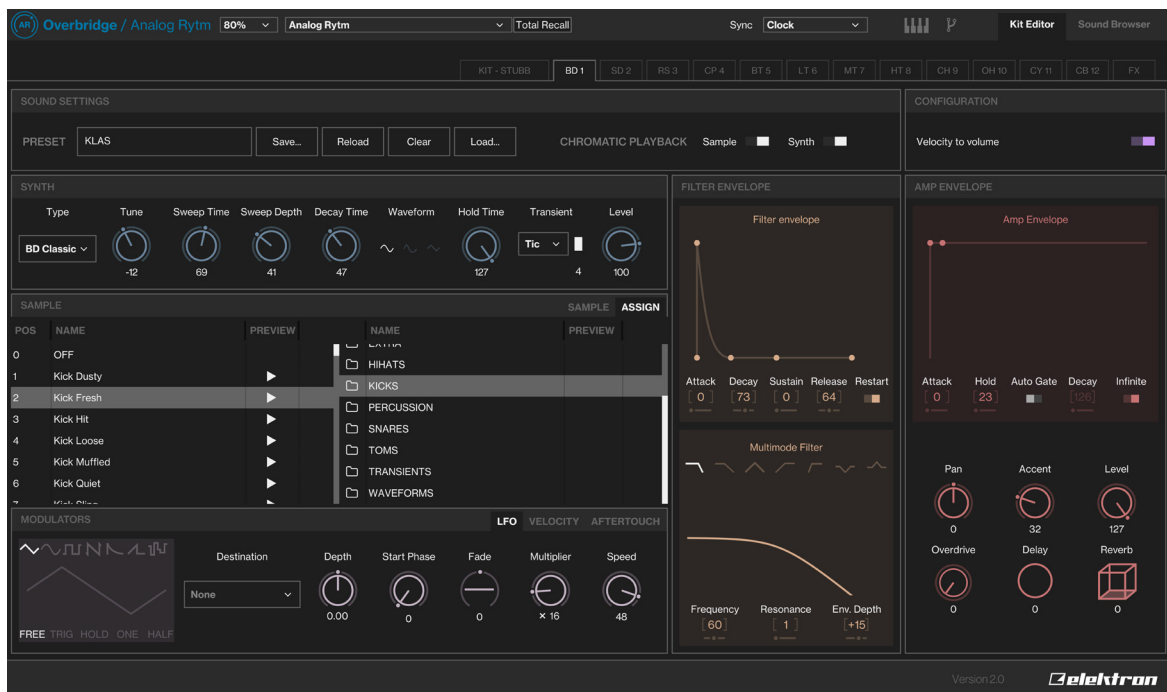 AR Overbridge / Analog Rytm 80% Analog Rytm Total Recall Sync Clock Kit Editor Sound Browser
KIT - STUBB BD 1 SD 2 RS 3 CP 4 BT 5 LT 6 MT 7 HT 8 CH 9 OH 10 CY 11 CB 12 FX
SOUND SETTINGS
PRESET KLAS Save... Reload Clear Load... CHROMATIC PLAYBACK Sample Synth
CONFIGURATION
Velocity to volume
SYNTH
Type Tune Sweep Time Sweep Depth Decay Time Waveform Hold Time Transient Level
BD Classic Tic
-12 69 41 47 127 4 100
SAMPLE SAMPLE ASSIGN
POS NAME PREVIEW NAME PREVIEW
0 OFF
1 Kick Dusty
2 Kick Fresh
3 Kick Hit
4 Kick Loose
5 Kick Muffled
6 Kick Quiet
EXTRA
HIHATS
KICKS
PERCUSSION
SNARES
TOMS
TRANSIENTS
WAVEFORMS
MODULATORS LFO VELOCITY AFTERTOUCH
Destination Depth Start Phase Fade Multiplier Speed
None
0.00 0 0 × 16 48
FREE TRIG HOLD ONE HALF
FILTER ENVELOPE
Filter envelope
Attack Decay Sustain Release Restart
[ 0 ] [73] [ 0 ] [64]
Multimode Filter
Frequency Resonance Env. Depth
[60] [ 1 ] [+15]
AMP ENVELOPE
Amp Envelope
Attack Hold Auto Gate Decay Infinite
[ 0 ] [23] [126]
Pan Accent Level
0 32 127
Overdrive Delay Reverb
0 0 0
Version 2.0 elektron